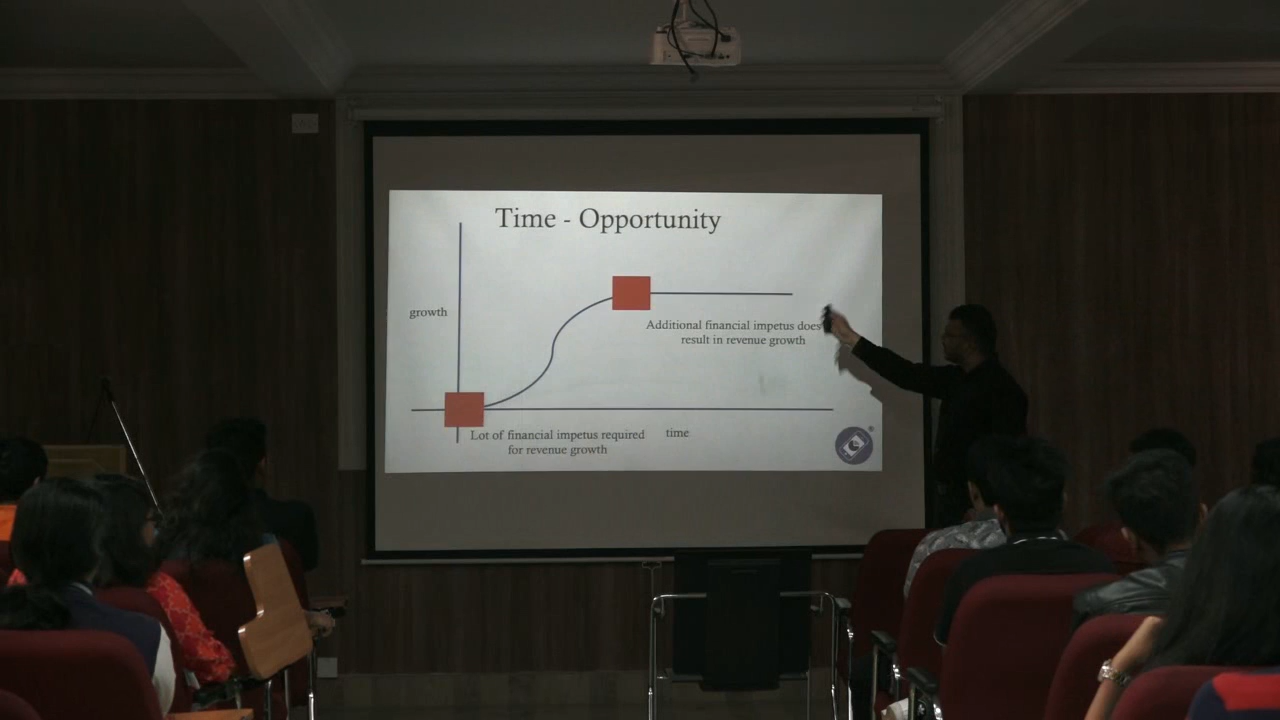 Time - Opportunity
growth
Additional financial impetus does
result in revenue growth
Lot of financial impetus required
for revenue growth
time